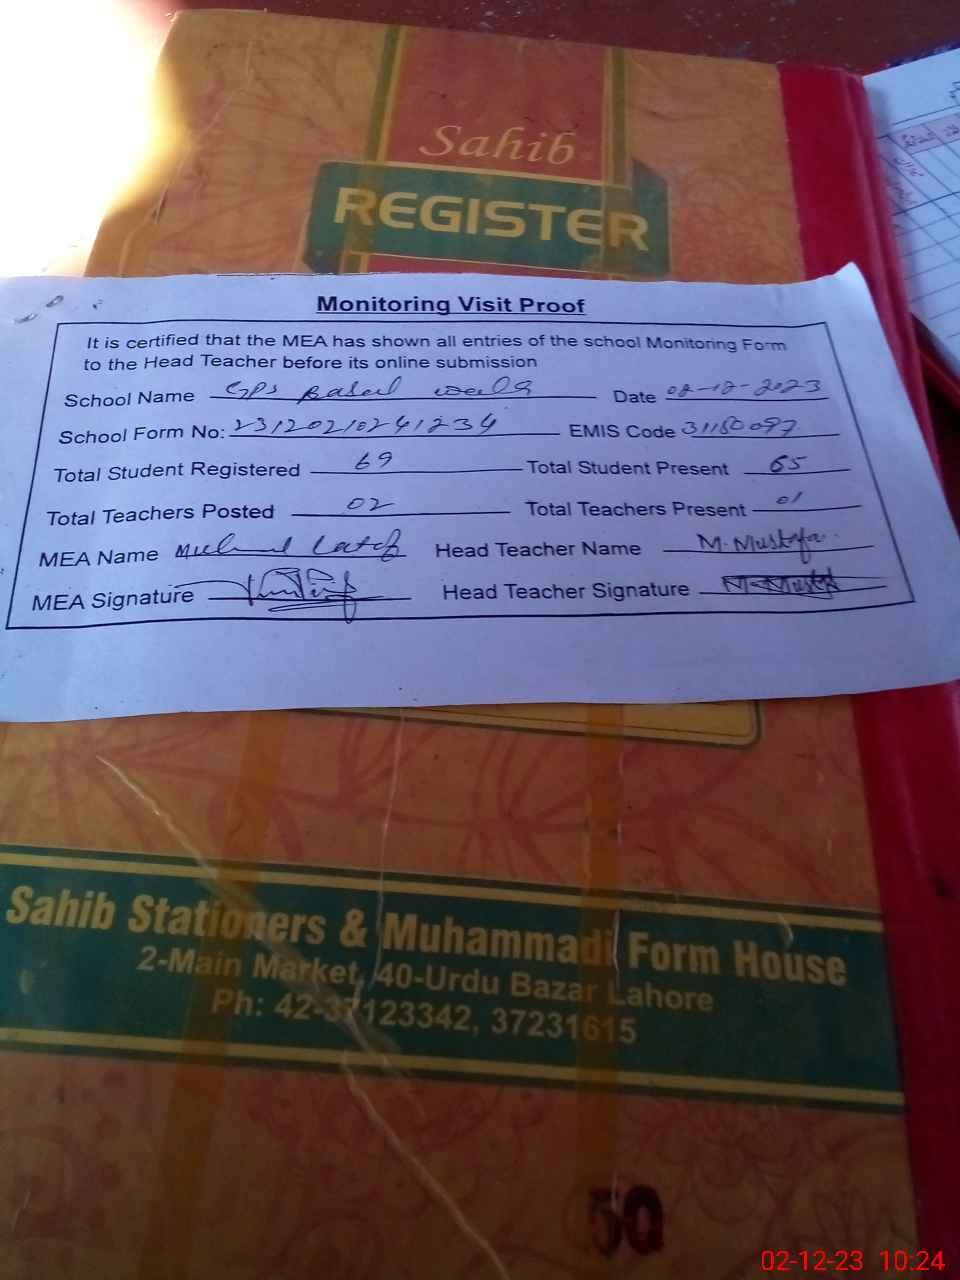 Sahib
REGISTER
Monitoring Visit Proof
It is certified that the MEA has shown all entries of the school Monitoring Form
to the Head Teacher before its online submission
School Name GPS Date 02-12-2023
School Form No: 23120210241234 EMIS Code 31150097
Total Student Registered 69 Total Student Present 65
Total Teachers Posted 02 Total Teachers Present 01
MEA Name Head Teacher Name M. Mustafa
MEA Signature Head Teacher Signature
Sahib Stationers & Muhammadi Form House
2-Main Market, 40-Urdu Bazar Lahore
Ph: 42-37123342, 37231615
5Q
02-12-23 10:24